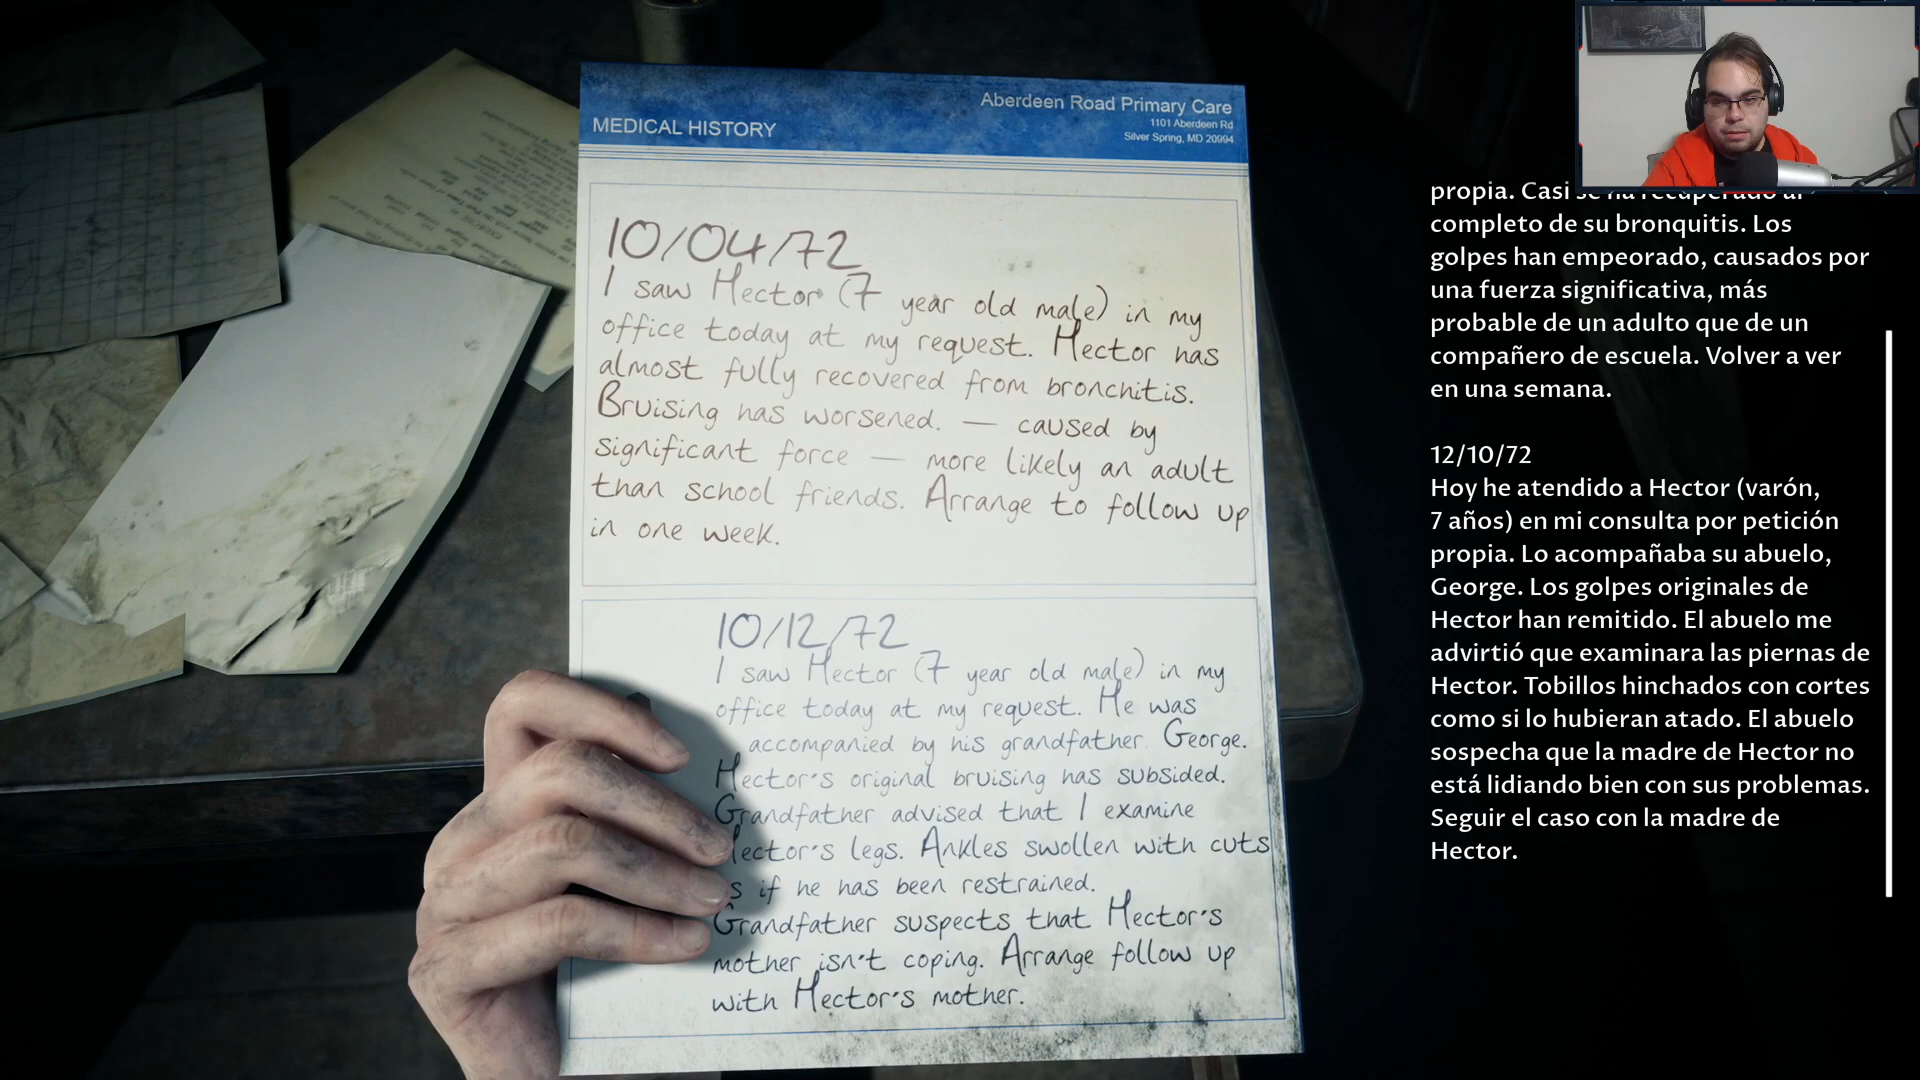 Aberdeen Road Primary Care
1101 Aberdeen Rd
Silver Spring, MD 20994
MEDICAL HISTORY
10/04/72
I saw Hector (7 year old male) in my
office today at my request. Hector has
almost fully recovered from bronchitis.
Bruising has worsened. — caused by
significant force — more likely an adult
than school friends. Arrange to follow up
in one week.
10/12/72
I saw Hector (7 year old male) in my
office today at my request. He was
accompanied by his grandfather. George.
Hector's original bruising has subsided.
Grandfather advised that I examine
Hector's legs. Ankles swollen with cuts
as if he has been restrained.
Grandfather suspects that Hector's
mother isn't coping. Arrange follow up
with Hector's mother.
propia. Casi se ha recuperado al
completo de su bronquitis. Los
golpes han empeorado, causados por
una fuerza significativa, más
probable de un adulto que de un
compañero de escuela. Volver a ver
en una semana.
12/10/72
Hoy he atendido a Hector (varón,
7 años) en mi consulta por petición
propia. Lo acompañaba su abuelo,
George. Los golpes originales de
Hector han remitido. El abuelo me
advirtió que examinara las piernas de
Hector. Tobillos hinchados con cortes
como si lo hubieran atado. El abuelo
sospecha que la madre de Hector no
está lidiando bien con sus problemas.
Seguir el caso con la madre de
Hector.